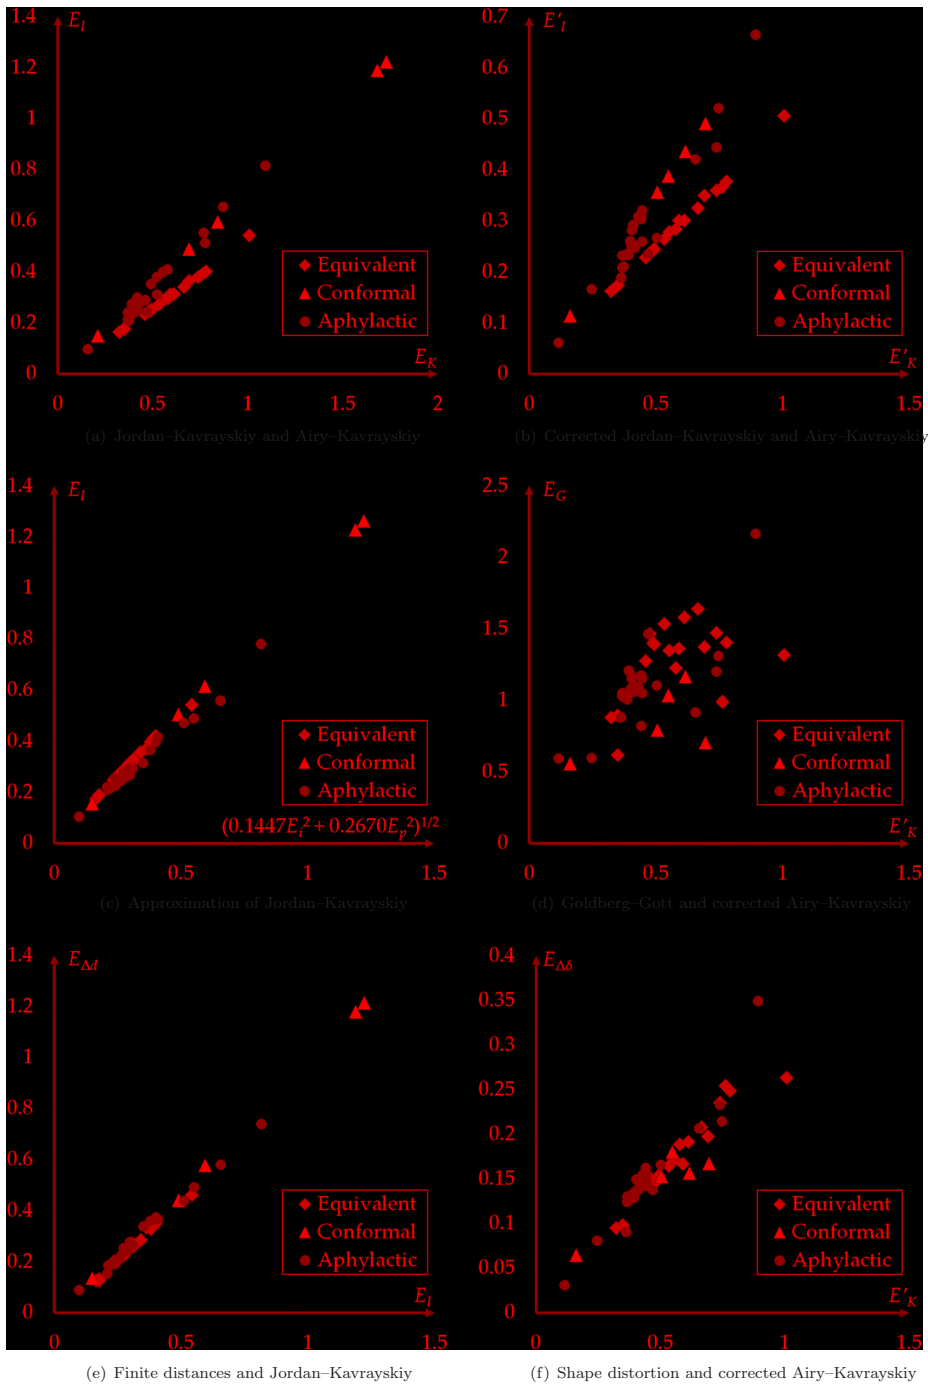 1.4
E_l
1.2
1
0.8
0.6
0.4
0.2
0
Equivalent
Conformal
Aphylactic
E_K
0 0.5 1 1.5 2
(a) Jordan–Kavrayskiy and Airy–Kavrayskiy
0.7
E'_l
0.6
0.5
0.4
0.3
0.2
0.1
0
Equivalent
Conformal
Aphylactic
E'_K
0 0.5 1 1.5
(b) Corrected Jordan–Kavrayskiy and Airy–Kavrayskiy
1.4
E_l
1.2
1
0.8
0.6
0.4
0.2
0
Equivalent
Conformal
Aphylactic
(0.1447E_i^2 + 0.2670E_p^2)^1/2
0 0.5 1 1.5
(c) Approximation of Jordan–Kavrayskiy
2.5
E_G
2
1.5
1
0.5
0
Equivalent
Conformal
Aphylactic
E'_K
0 0.5 1 1.5
(d) Goldberg–Gott and corrected Airy–Kavrayskiy
1.4
E_Δd
1.2
1
0.8
0.6
0.4
0.2
0
Equivalent
Conformal
Aphylactic
E_l
0 0.5 1 1.5
(e) Finite distances and Jordan–Kavrayskiy
0.4
E_Δδ
0.35
0.3
0.25
0.2
0.15
0.1
0.05
0
Equivalent
Conformal
Aphylactic
E'_K
0 0.5 1 1.5
(f) Shape distortion and corrected Airy–Kavrayskiy